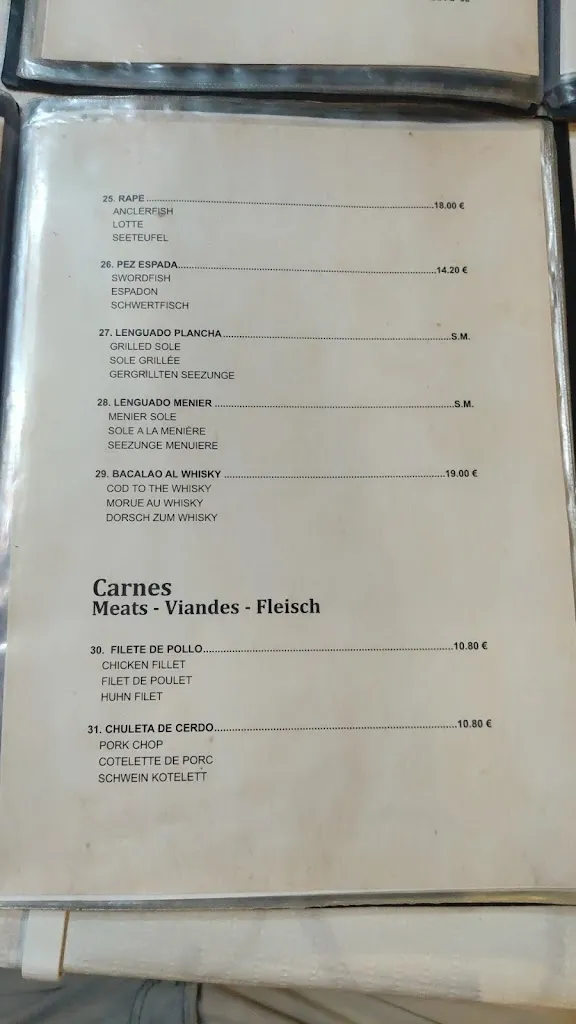 25. RAPE..........18.00 €
ANCLERFISH
LOTTE
SEETEUFEL
26. PEZ ESPADA..........14.20 €
SWORDFISH
ESPADON
SCHWERTFISCH
27. LENGUADO PLANCHA..........S.M.
GRILLED SOLE
SOLE GRILLÉE
GERGRILLTEN SEEZUNGE
28. LENGUADO MENIER..........S.M.
MENIER SOLE
SOLE A LA MENIÈRE
SEEZUNGE MENUIERE
29. BACALAO AL WHISKY..........19.00 €
COD TO THE WHISKY
MORUE AU WHISKY
DORSCH ZUM WHISKY
Carnes
Meats - Viandes - Fleisch
30. FILETE DE POLLO..........10.80 €
CHICKEN FILLET
FILET DE POULET
HUHN FILET
31. CHULETA DE CERDO..........10.80 €
PORK CHOP
COTELETTE DE PORC
SCHWEIN KOTELETT